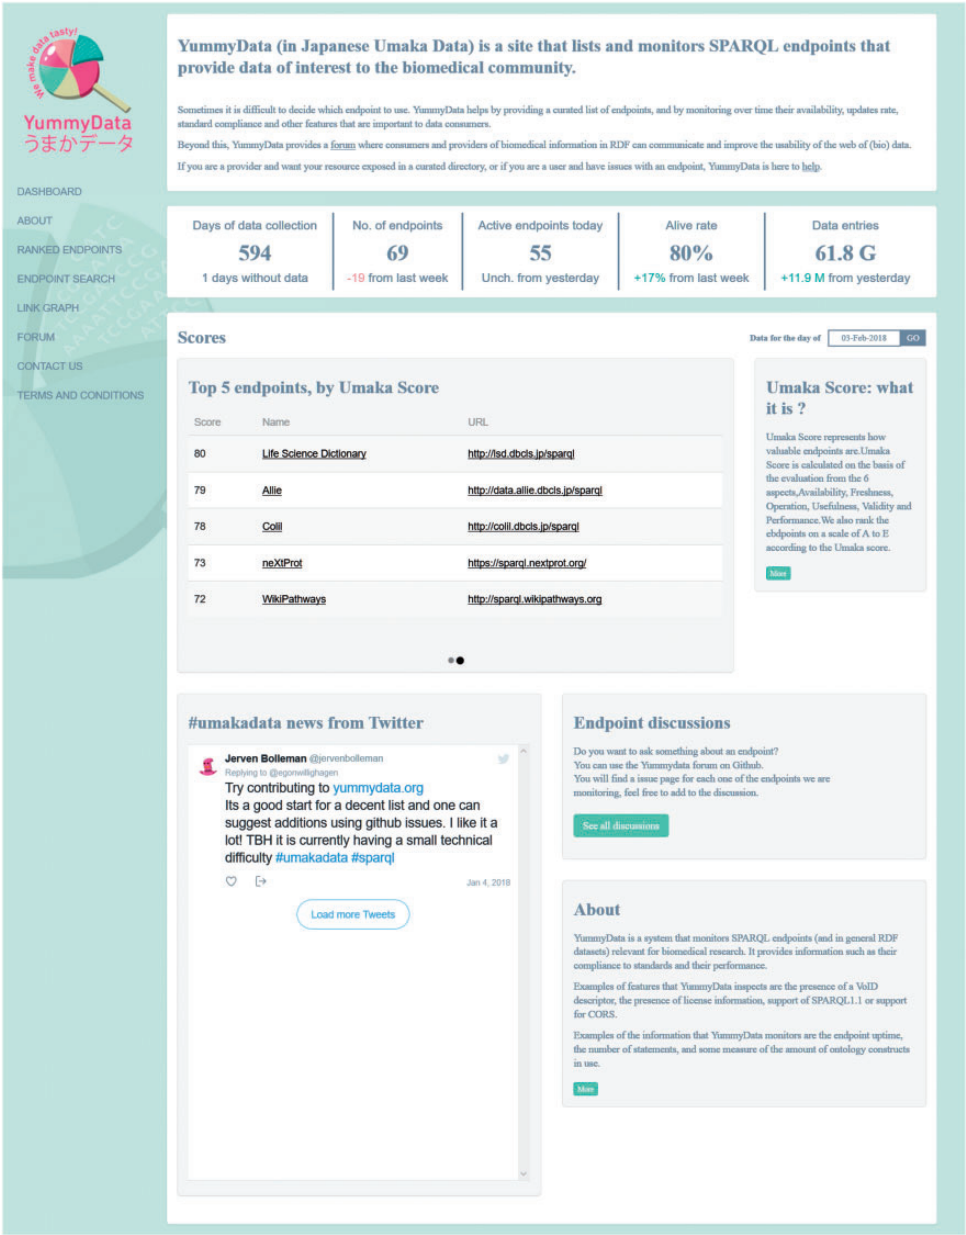 We make data tasty!
YummyData
うまかデータ
DASHBOARD
ABOUT
RANKED ENDPOINTS
ENDPOINT SEARCH
LINK GRAPH
FORUM
CONTACT US
TERMS AND CONDITIONS
YummyData (in Japanese Umaka Data) is a site that lists and monitors SPARQL endpoints that
provide data of interest to the biomedical community.
Sometimes it is difficult to decide which endpoint to use. YummyData helps by providing a curated list of endpoints, and by monitoring over time their availability, updates rate,
standard compliance and other features that are important to data consumers.
Beyond this, YummyData provides a forum where consumers and providers of biomedical information in RDF can communicate and improve the usability of the web of (bio) data.
If you are a provider and want your resource exposed in a curated directory, or if you are a user and have issues with an endpoint, YummyData is here to help.
Days of data collection
594
1 days without data
No. of endpoints
69
-19 from last week
Active endpoints today
55
Unch. from yesterday
Alive rate
80%
+17% from last week
Data entries
61.8 G
+11.9 M from yesterday
Scores
Data for the day of 03-Feb-2018 GO
Top 5 endpoints, by Umaka Score
Score Name URL
80 Life Science Dictionary http://lsd.dbcls.jp/sparql
79 Allie http://data.allie.dbcls.jp/sparql
78 Colil http://colil.dbcls.jp/sparql
73 neXtProt https://sparql.nextprot.org/
72 WikiPathways http://sparql.wikipathways.org
Umaka Score: what
it is ?
Umaka Score represents how
valuable endpoints are.Umaka
Score is calculated on the basis of
the evaluation from the 6
aspects,Availability, Freshness,
Operation, Usefulness, Validity and
Performance.We also rank the
ebdpoints on a scale of A to E
according to the Umaka score.
More
#umakadata news from Twitter
Jerven Bolleman @jervenbolleman
Replying to @egonwillighagen
Try contributing to yummydata.org
Its a good start for a decent list and one can
suggest additions using github issues. I like it a
lot! TBH it is currently having a small technical
difficulty #umakadata #sparql
Jan 4, 2018
Load more Tweets
Endpoint discussions
Do you want to ask something about an endpoint?
You can use the Yummydata forum on Github.
You will find a issue page for each one of the endpoints we are
monitoring, feel free to add to the discussion.
See all discussions
About
YummyData is a system that monitors SPARQL endpoints (and in general RDF
datasets) relevant for biomedical research. It provides information such as their
compliance to standards and their performance.
Examples of features that YummyData inspects are the presence of a VoID
descriptor, the presence of license information, support of SPARQL1.1 or support
for CORS.
Examples of the information that YummyData monitors are the endpoint uptime,
the number of statements, and some measure of the amount of ontology constructs
in use.
More